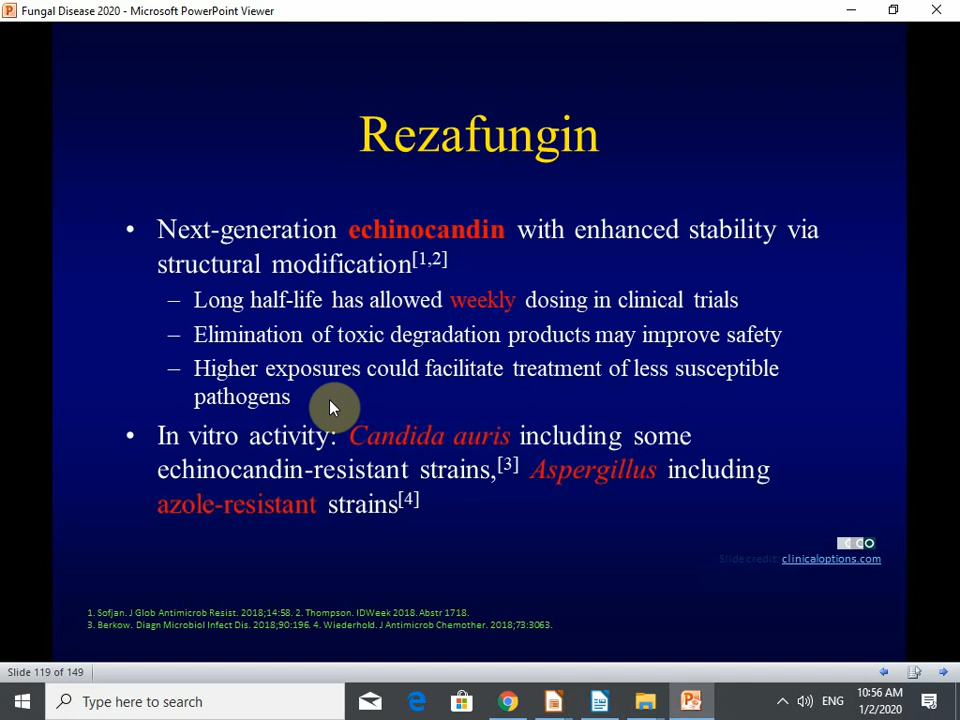 Fungal Disease 2020 - Microsoft PowerPoint Viewer
Rezafungin
• Next-generation echinocandin with enhanced stability via
structural modification[1,2]
– Long half-life has allowed weekly dosing in clinical trials
– Elimination of toxic degradation products may improve safety
– Higher exposures could facilitate treatment of less susceptible
pathogens
• In vitro activity: Candida auris including some
echinocandin-resistant strains,[3] Aspergillus including
azole-resistant strains[4]
Slide credit: clinicaloptions.com
1. Sofjan. J Glob Antimicrob Resist. 2018;14:58. 2. Thompson. IDWeek 2018. Abstr 1718.
3. Berkow. Diagn Microbiol Infect Dis. 2018;90:196. 4. Wiederhold. J Antimicrob Chemother. 2018;73:3063.
Slide 119 of 149
Type here to search
ENG
10:56 AM
1/2/2020